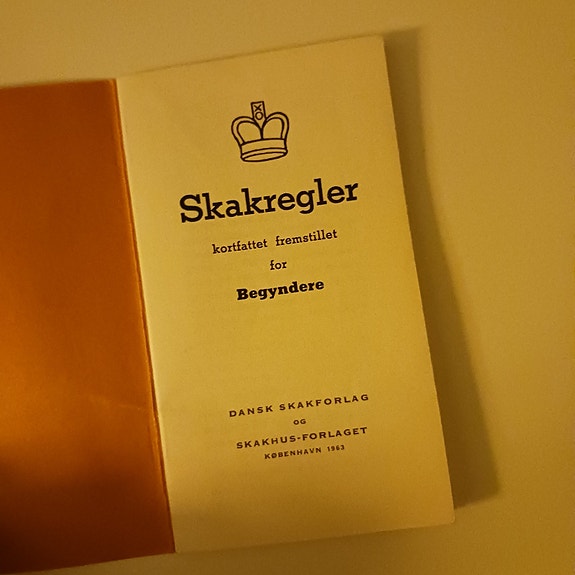 Skakregler
kortfattet fremstillet
for
Begyndere
DANSK SKAKFORLAG
OG
SKAKHUS-FORLAGET
KØBENHAVN 1963